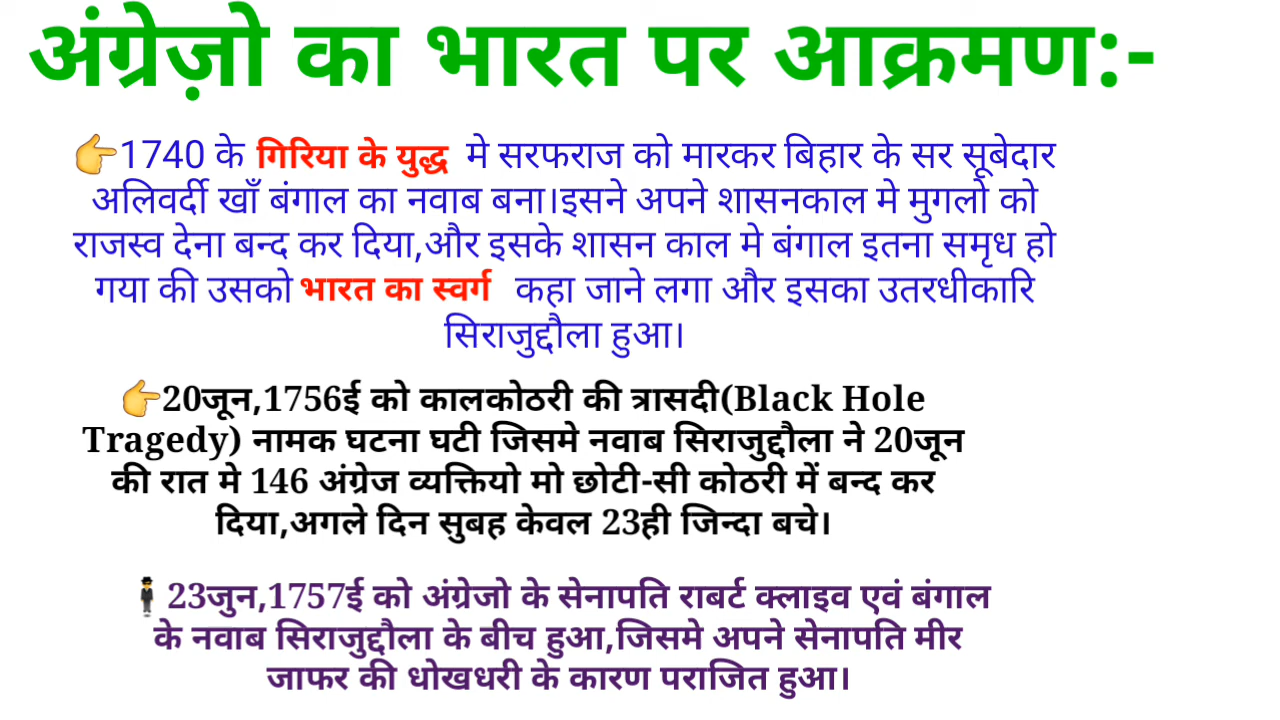 अंग्रेज़ो का भारत पर आक्रमण:-
👉1740 के गिरिया के युद्ध मे सरफराज को मारकर बिहार के सर सूबेदार
अलिवर्दी खाँ बंगाल का नवाब बना।इसने अपने शासनकाल मे मुगलो को
राजस्व देना बन्द कर दिया,और इसके शासन काल मे बंगाल इतना समृध हो
गया की उसको भारत का स्वर्ग कहा जाने लगा और इसका उतरधीकारि
सिराजुद्दौला हुआ।
👉20जून,1756ई को कालकोठरी की त्रासदी(Black Hole
Tragedy) नामक घटना घटी जिसमे नवाब सिराजुद्दौला ने 20जून
की रात मे 146 अंग्रेज व्यक्तियो मो छोटी-सी कोठरी में बन्द कर
दिया,अगले दिन सुबह केवल 23ही जिन्दा बचे।
🕴23जुन,1757ई को अंग्रेजो के सेनापति राबर्ट क्लाइव एवं बंगाल
के नवाब सिराजुद्दौला के बीच हुआ,जिसमे अपने सेनापति मीर
जाफर की धोखधरी के कारण पराजित हुआ।